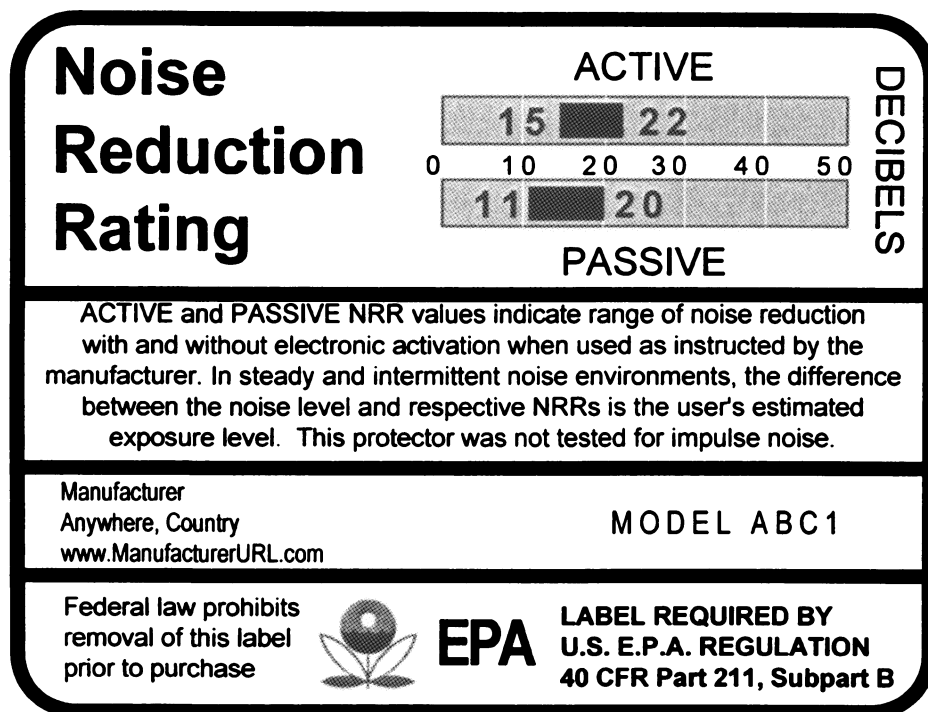 Noise
Reduction
Rating
ACTIVE
15 22
0 10 20 30 40 50
11 20
PASSIVE
DECIBELS
ACTIVE and PASSIVE NRR values indicate range of noise reduction
with and without electronic activation when used as instructed by the
manufacturer. In steady and intermittent noise environments, the difference
between the noise level and respective NRRs is the user's estimated
exposure level. This protector was not tested for impulse noise.
Manufacturer
Anywhere, Country
www.ManufacturerURL.com
MODEL ABC1
Federal law prohibits
removal of this label
prior to purchase
EPA
LABEL REQUIRED BY
U.S. E.P.A. REGULATION
40 CFR Part 211, Subpart B